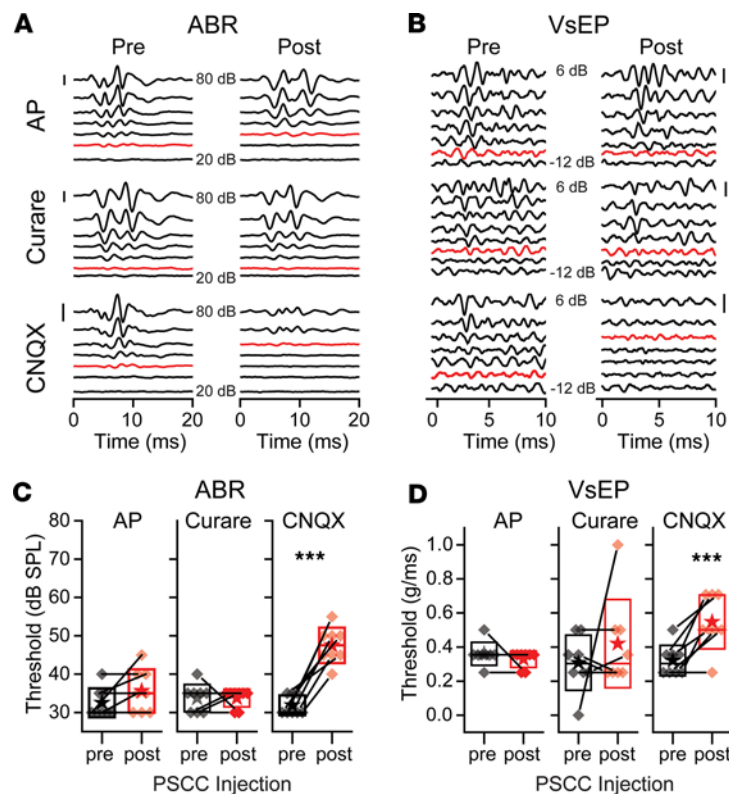 A ABR
Pre Post
AP
80 dB
20 dB
Curare
80 dB
20 dB
CNQX
80 dB
20 dB
0 10 20 0 10 20
Time (ms) Time (ms)
B VsEP
Pre Post
6 dB
-12 dB
6 dB
-12 dB
6 dB
-12 dB
0 5 10 0 5 10
Time (ms) Time (ms)
C ABR
AP Curare CNQX
***
Threshold (dB SPL)
80
70
60
50
40
30
pre post pre post pre post
PSCC Injection
D VsEP
AP Curare CNQX
***
Threshold (g/ms)
1.0
0.8
0.6
0.4
0.2
0.0
pre post pre post pre post
PSCC Injection